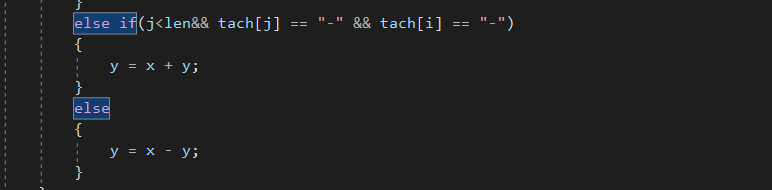 }
else if(j<len&& tach[j] == "-" && tach[i] == "-")
{
y = x + y;
}
else
{
y = x - y;
}
}